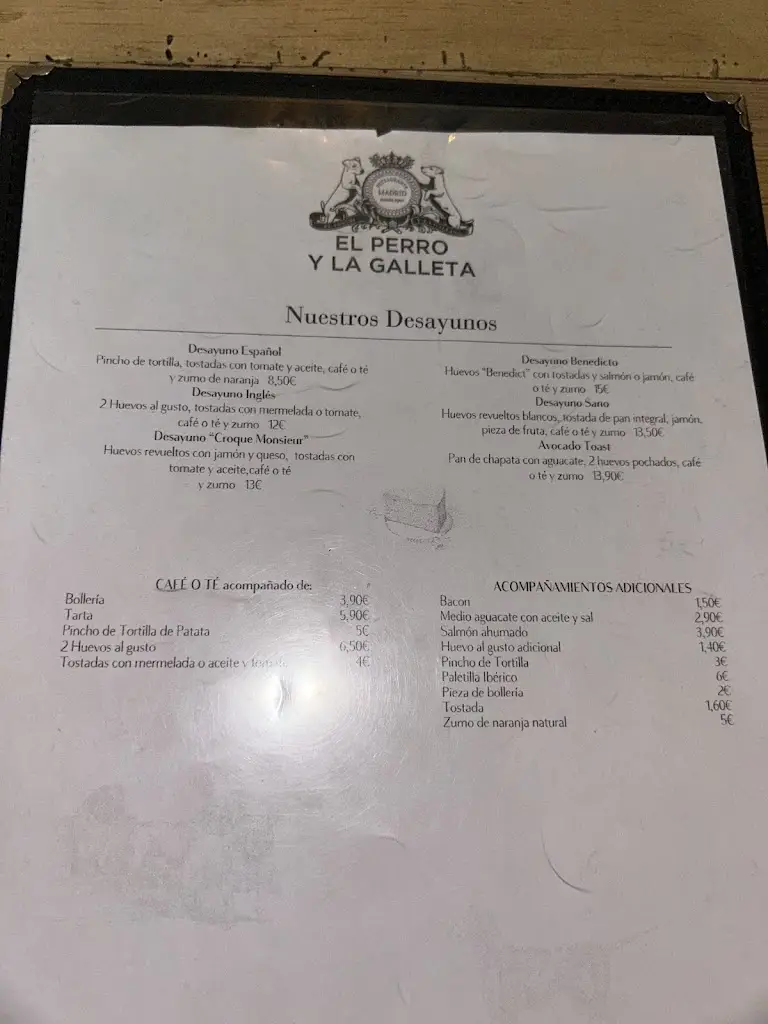 MADRID
EL PERRO
Y LA GALLETA
Nuestros Desayunos
Desayuno Español
Pincho de tortilla, tostadas con tomate y aceite, café o té
y zumo de naranja 8,50€
Desayuno Inglés
2 Huevos al gusto, tostadas con mermelada o tomate,
café o té y zumo 12€
Desayuno "Croque Monsieur"
Huevos revueltos con jamón y queso, tostadas con
tomate y aceite,café o té
y zumo 13€
Desayuno Benedicto
Huevos "Benedict" con tostadas y salmón o jamón, café
o té y zumo 15€
Desayuno Sano
Huevos revueltos blancos, tostada de pan integral, jamón,
pieza de fruta, café o té y zumo 13,50€
Avocado Toast
Pan de chapata con aguacate, 2 huevos pochados, café
o té y zumo 13,90€
CAFÉ O TÉ acompañado de:
Bollería 3,90€
Tarta 5,90€
Pincho de Tortilla de Patata 5€
2 Huevos al gusto 6,50€
Tostadas con mermelada o aceite y tomate 4€
ACOMPAÑAMIENTOS ADICIONALES
Bacon 1,50€
Medio aguacate con aceite y sal 2,90€
Salmón ahumado 3,90€
Huevo al gusto adicional 1,40€
Pincho de Tortilla 3€
Paletilla Ibérico 6€
Pieza de bollería 2€
Tostada 1,60€
Zumo de naranja natural 5€